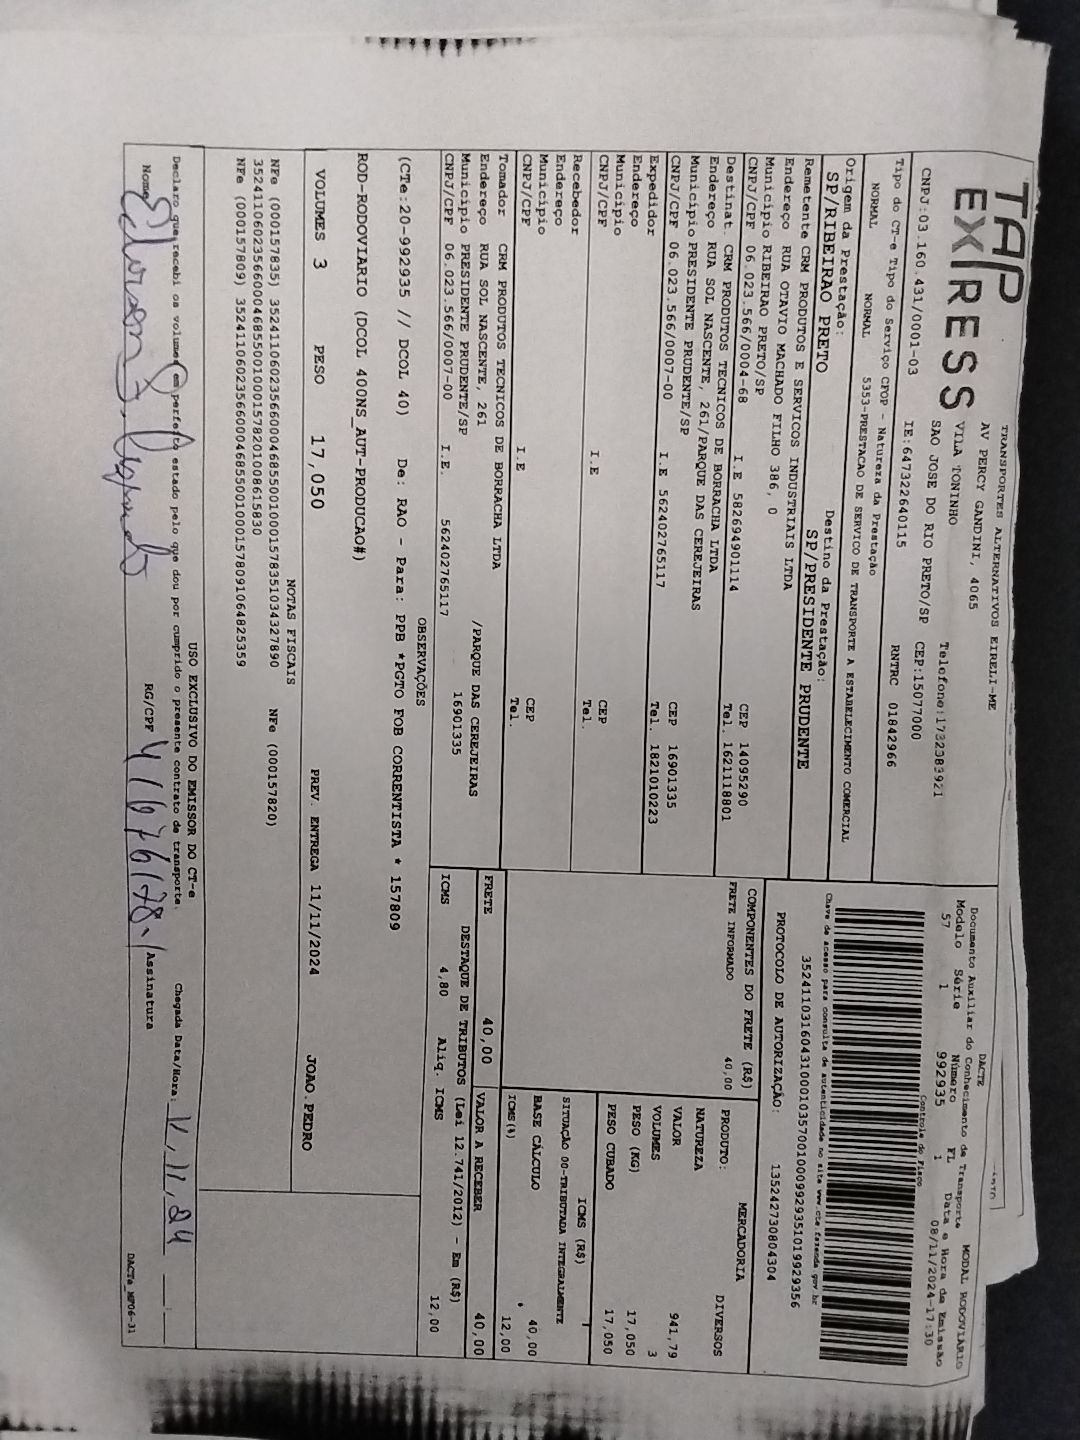 TAP
EXPRESS
TRANSPORTES ALTERNATIVOS EIRELI-ME
AV PERCY GANDINI, 4065
VILA TONINHO
SAO JOSE DO RIO PRETO/SP
Telefone:1732383921
CEP:15077000
CNPJ:03.160.431/0001-03
IE:647322640115
RNTRC 01842966
Tipo do CT-e Tipo do Serviço CFOP - Natureza da Prestação
NORMAL NORMAL 5353-PRESTACAO DE SERVICO DE TRANSPORTE A ESTABELECIMENTO COMERCIAL
Origem da Prestação: Destino da Prestação:
SP/RIBEIRAO PRETO SP/PRESIDENTE PRUDENTE
DACTE MODAL RODOVIARIO
Documento Auxiliar do Conhecimento de Transporte
Modelo Série Número FL Data e Hora de Emissão
57 1 992935 1 08/11/2024-17:30
Controle do Fisco
Chave de acesso para consulta de autenticidade no site www.cte.fazenda.gov.br
35241103160431000103570010009929351019929356
PROTOCOLO DE AUTORIZAÇÃO: 135242730804304
Remetente CRM PRODUTOS E SERVICOS INDUSTRIAIS LTDA
Endereço RUA OTAVIO MACHADO FILHO 386, 0
Municipio RIBEIRAO PRETO/SP CEP 14095290
CNPJ/CPF 06.023.566/0004-68 I.E 582694901114 Tel. 1621118801
Destinat. CRM PRODUTOS TECNICOS DE BORRACHA LTDA
Endereço RUA SOL NASCENTE, 261/PARQUE DAS CEREJEIRAS
Municipio PRESIDENTE PRUDENTE/SP CEP 16901335
CNPJ/CPF 06.023.566/0007-00 I.E 562402765117 Tel. 1821010223
Expedidor
Endereço
Municipio CEP
CNPJ/CPF I.E Tel.
Recebedor
Endereço
Municipio CEP
CNPJ/CPF I.E Tel.
Tomador CRM PRODUTOS TECNICOS DE BORRACHA LTDA
Endereço RUA SOL NASCENTE, 261 /PARQUE DAS CEREJEIRAS
Municipio PRESIDENTE PRUDENTE/SP 16901335
CNPJ/CPF 06.023.566/0007-00 I.E. 562402765117
COMPONENTES DO FRETE (R$)
FRETE INFORMADO 40,00
PRODUTO: MERCADORIA
NATUREZA DIVERSOS
VALOR 941,79
VOLUMES 3
PESO (KG) 17,050
PESO CUBADO 17,050
ICMS (R$)
SITUAÇÃO 00-TRIBUTADA INTEGRALMENTE
BASE CÁLCULO 40,00
ICMS(%) 12,00
FRETE 40,00 VALOR A RECEBER 40,00
DESTAQUE DE TRIBUTOS (Lei 12.741/2012) - Em (R$)
ICMS 4,80 Aliq. ICMS 12,00
OBSERVAÇÕES
(CTe:20-992935 // DCOL 40) De: RAO - Para: PPB *PGTO FOB CORRENTISTA * 157809
ROD-RODOVIARIO (DCOL 400NS_AUT-PRODUCAO#)
VOLUMES 3 PESO 17,050 PREV. ENTREGA 11/11/2024 JOAO.PEDRO
NOTAS FISCAIS
NFe (000157835) 35241106023566000468550010001578351034327890 NFe (000157820)
35241106023566000468550010001578201008615830
NFe (000157809) 35241106023566000468550010001578091064825359
USO EXCLUSIVO DO EMISSOR DO CT-e
Declaro que recebi os volumes em perfeito estado pelo que dou por cumprido o presente contrato de transporte. Chegada Data/Hora: 11, 11, 24
Nome RG/CPF Assinatura
DACTe_MP06-31